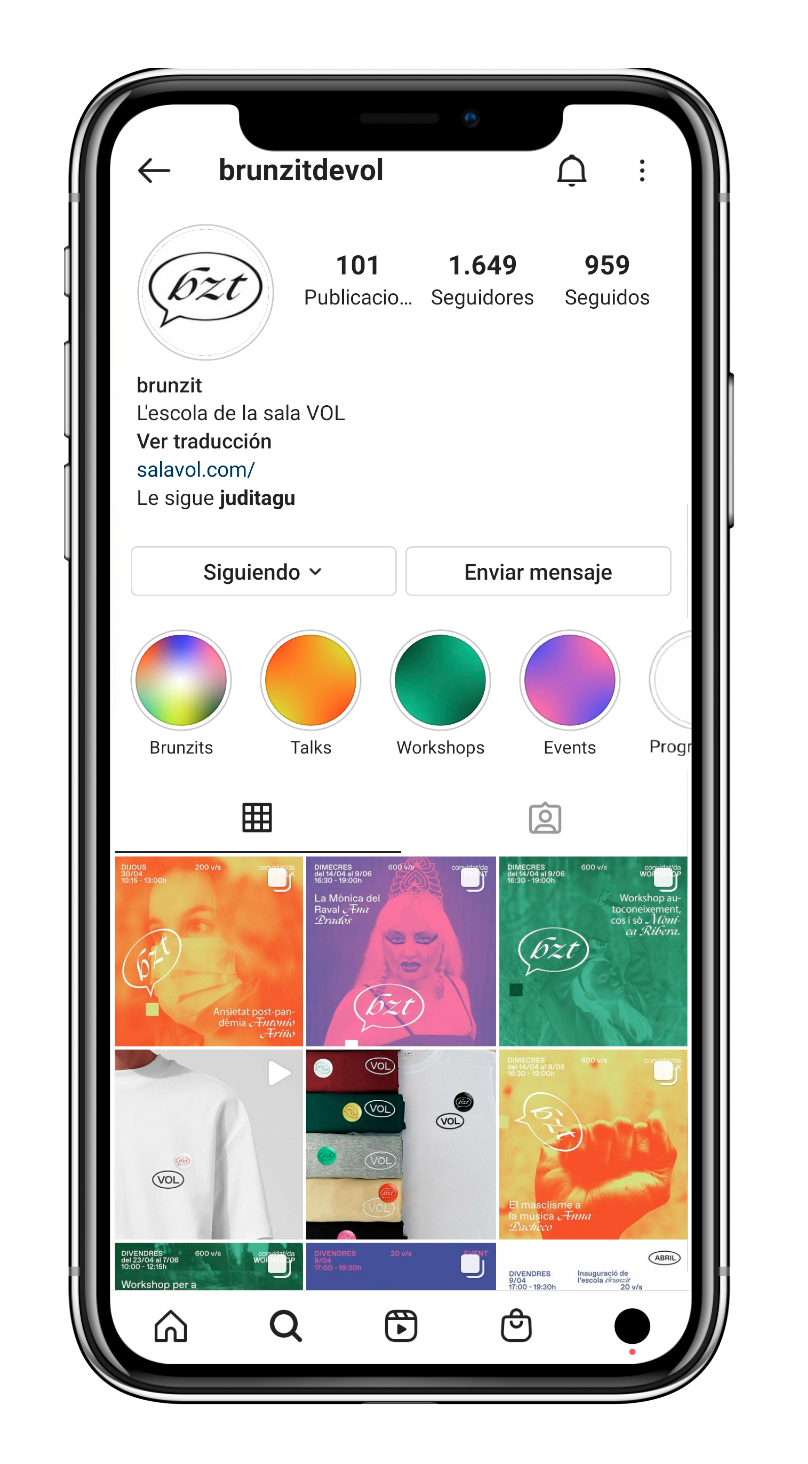 brunzitdevol
bzt
101
1.649
959
Publicacio...
Seguidores
Seguidos
brunzit
L'escola de la sala VOL
Ver traducción
salavol.com/
Le sigue juditagu
Siguiendo
Enviar mensaje
Brunzits
Talks
Workshops
Events
Progr
DIJOUS
30/04
10:15 - 13:00h
200 v/s
convidat/da
bzt
Ansietat post-pan-
dèmia Antonio
Ariño
DIMECRES
del 14/04 al 9/06
16:30 - 19:00h
600 v/s
convidat/da
EVENT
La Mònica del
Raval Ana
Prados
bzt
DIMECRES
del 14/04 al 9/06
16:30 - 19:00h
600 v/s
convidat/da
WORKSHOP
Workshop au-
toconeixement,
cos i só Mòni-
ca Ribera.
bzt
bzt
VOL
VOL
VOL
VOL
VOL
bzt
VOL
DIMECRES
del 14/04 al 9/06
16:30 - 19:00h
600 v/s
convidat/da
bzt
El masclisme a
la música Anna
Pacheco
DIVENDRES
del 23/04 al 7/06
10:00 - 12:15h
600 v/s
convidat/da
WORKSHOP
Workshop per a
DIVENDRES
9/04
17:00 - 19:30h
20 v/s
EVENT
ABRIL
DIVENDRES
9/04
17:00 - 19:30h
Inauguració de
l'escola brunzit
20 v/s